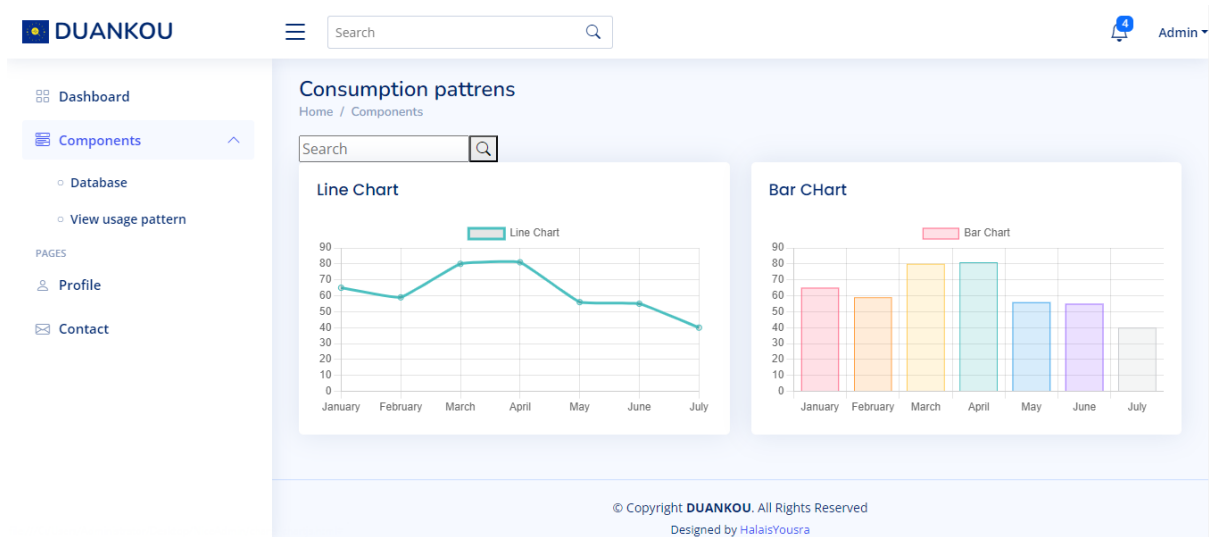 DUANKOU
Search
4
Admin
Dashboard
Components
Database
View usage pattern
PAGES
Profile
Contact
Consumption pattrens
Home / Components
Search
Line Chart
Line Chart
90
80
70
60
50
40
30
20
10
0
January February March April May June July
Bar CHart
Bar Chart
90
80
70
60
50
40
30
20
10
0
January February March April May June July
© Copyright DUANKOU. All Rights Reserved
Designed by HalaisYousra